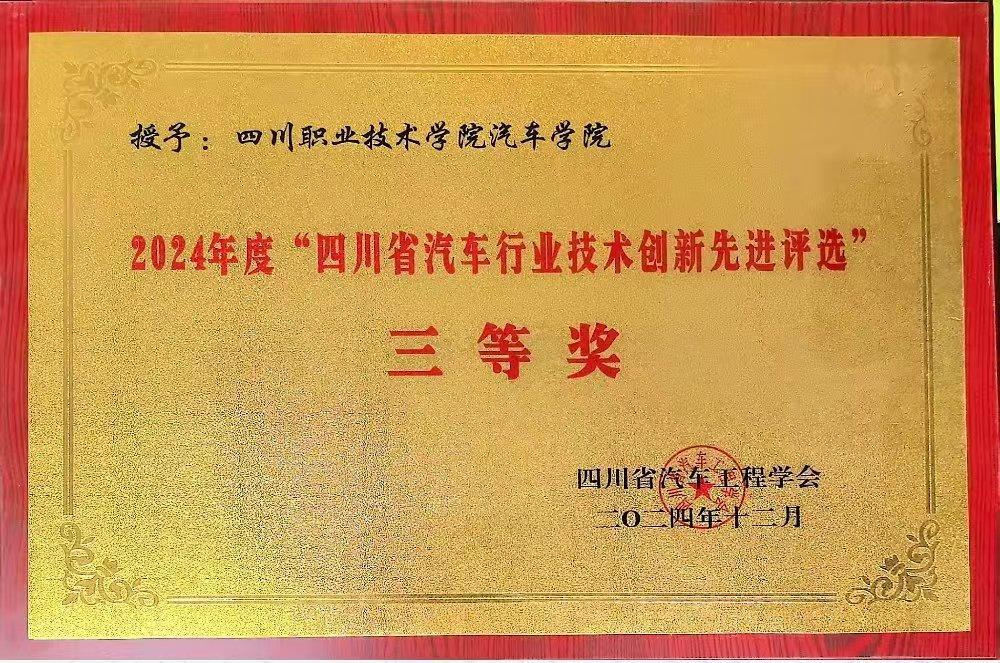 授予：四川职业技术学院汽车学院
2024年度“四川省汽车行业技术创新先进评选”
三等奖
四川省汽车工程学会
二〇二四年十二月